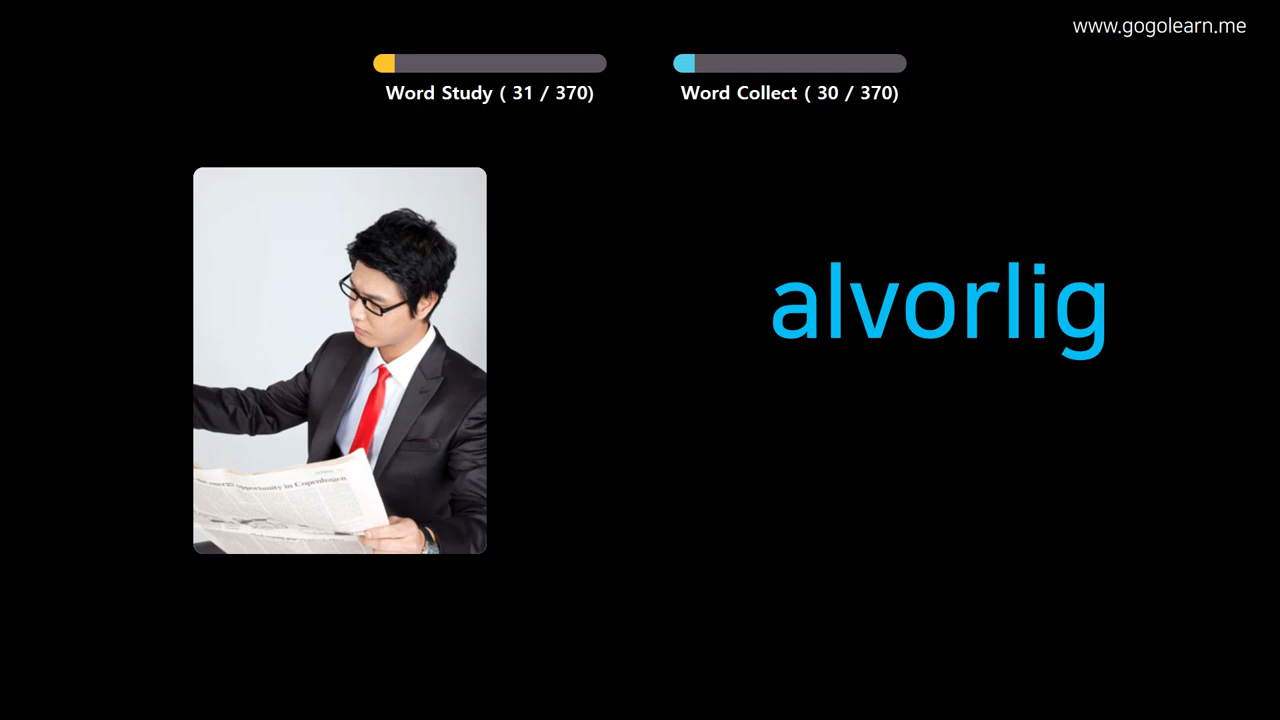 www.gogolearn.me
Word Study ( 31 / 370)
Word Collect ( 30 / 370)
alvorlig
opportunity in Copenhagen